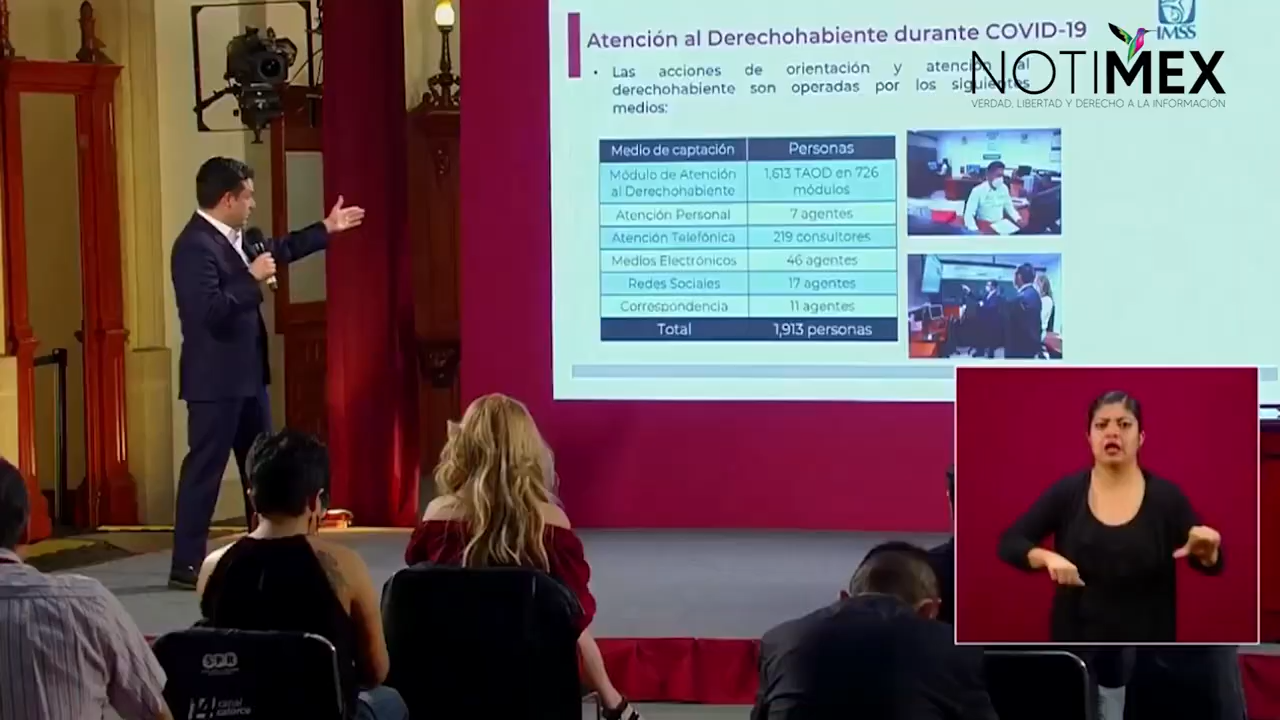 Atención al Derechohabiente durante COVID-19
IMSS
NOTIMEX
VERDAD, LIBERTAD Y DERECHO A LA INFORMACIÓN
• Las acciones de orientación y atención al
derechohabiente son operadas por los siguientes
medios:
Medio de captación Personas
Módulo de Atención
al Derechohabiente
1,613 TAOD en 726
módulos
Atención Personal 7 agentes
Atención Telefónica 219 consultores
Medios Electrónicos 46 agentes
Redes Sociales 17 agentes
Correspondencia 11 agentes
Total 1,913 personas
SPR
14 canal
catorce